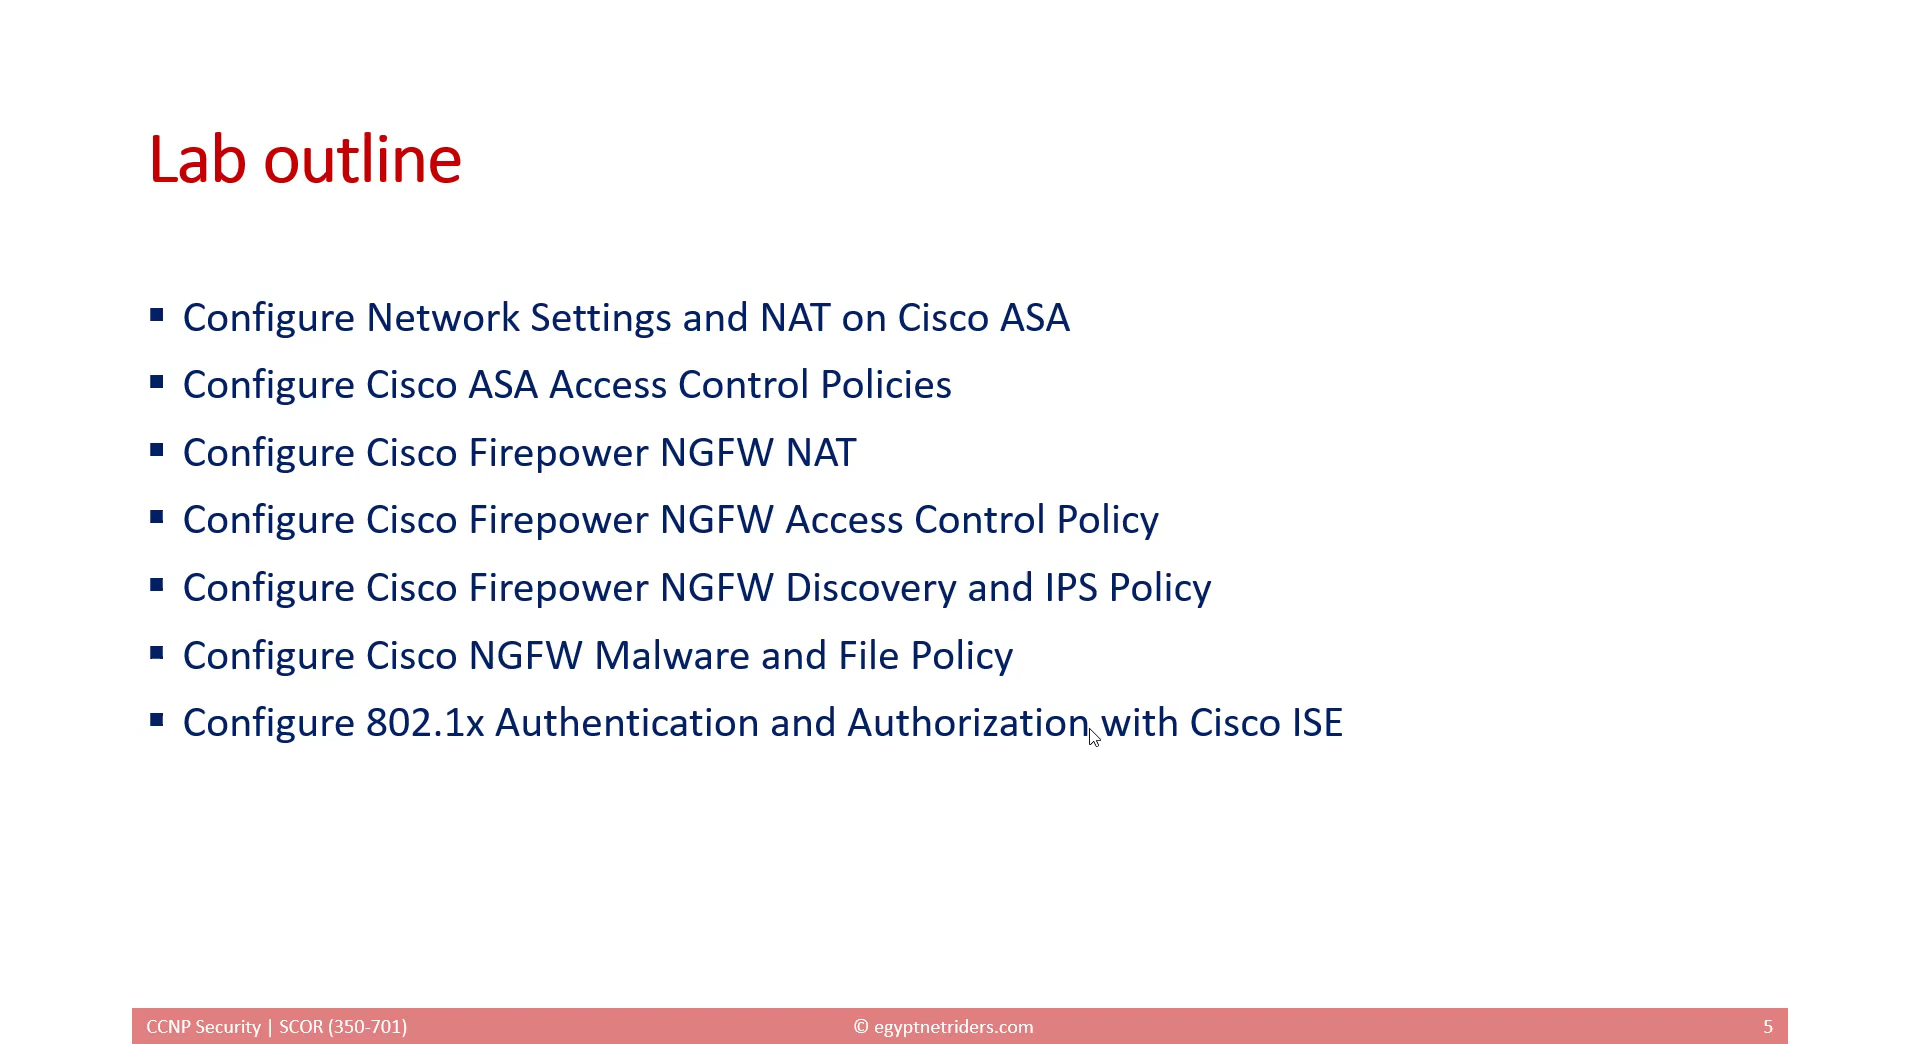 Lab outline
▪ Configure Network Settings and NAT on Cisco ASA
▪ Configure Cisco ASA Access Control Policies
▪ Configure Cisco Firepower NGFW NAT
▪ Configure Cisco Firepower NGFW Access Control Policy
▪ Configure Cisco Firepower NGFW Discovery and IPS Policy
▪ Configure Cisco NGFW Malware and File Policy
▪ Configure 802.1x Authentication and Authorization with Cisco ISE
CCNP Security | SCOR (350-701) © egyptnetriders.com 5